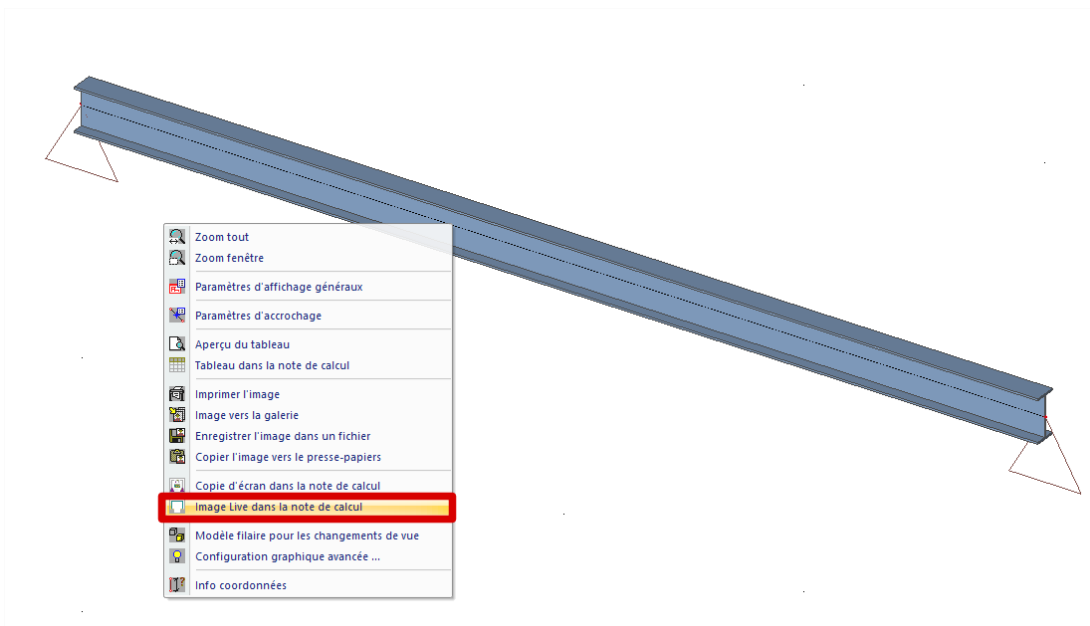 Zoom tout
Zoom fenêtre
Paramètres d'affichage généraux
Paramètres d'accrochage
Aperçu du tableau
Tableau dans la note de calcul
Imprimer l'image
Image vers la galerie
Enregistrer l'image dans un fichier
Copier l'image vers le presse-papiers
Copie d'écran dans la note de calcul
Image Live dans la note de calcul
Modèle filaire pour les changements de vue
Configuration graphique avancée ...
Info coordonnées